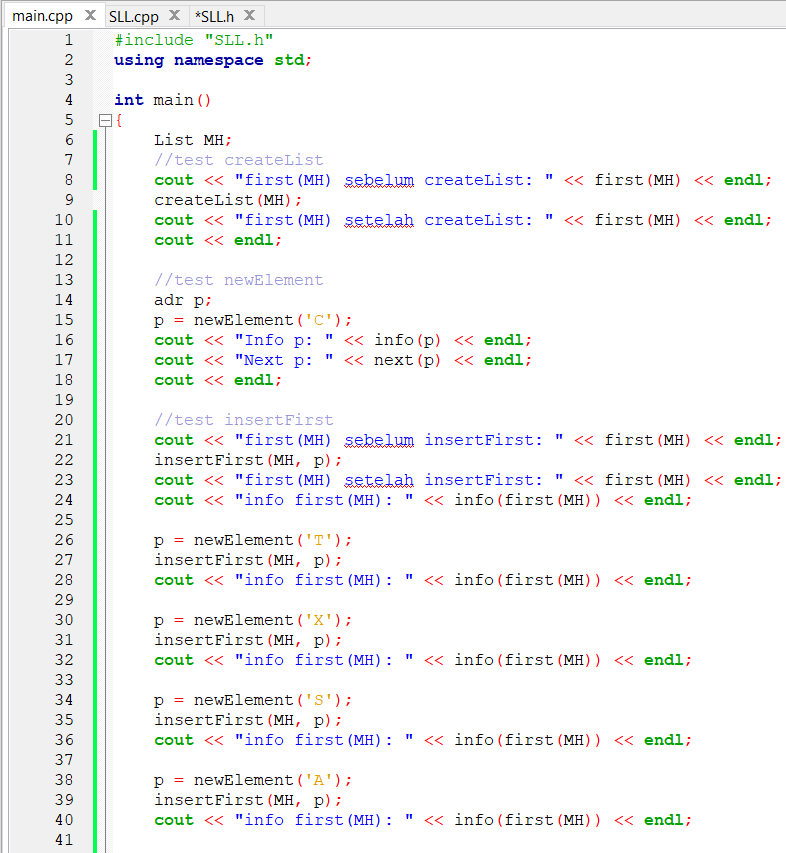 main.cpp X SLL.cpp X *SLL.h X
1 #include "SLL.h"
2 using namespace std;
3
4 int main()
5 {
6 List MH;
7 //test createList
8 cout << "first(MH) sebelum createList: " << first(MH) << endl;
9 createList(MH);
10 cout << "first(MH) setelah createList: " << first(MH) << endl;
11 cout << endl;
12
13 //test newElement
14 adr p;
15 p = newElement('C');
16 cout << "Info p: " << info(p) << endl;
17 cout << "Next p: " << next(p) << endl;
18 cout << endl;
19
20 //test insertFirst
21 cout << "first(MH) sebelum insertFirst: " << first(MH) << endl;
22 insertFirst(MH, p);
23 cout << "first(MH) setelah insertFirst: " << first(MH) << endl;
24 cout << "info first(MH): " << info(first(MH)) << endl;
25
26 p = newElement('T');
27 insertFirst(MH, p);
28 cout << "info first(MH): " << info(first(MH)) << endl;
29
30 p = newElement('X');
31 insertFirst(MH, p);
32 cout << "info first(MH): " << info(first(MH)) << endl;
33
34 p = newElement('S');
35 insertFirst(MH, p);
36 cout << "info first(MH): " << info(first(MH)) << endl;
37
38 p = newElement('A');
39 insertFirst(MH, p);
40 cout << "info first(MH): " << info(first(MH)) << endl;
41